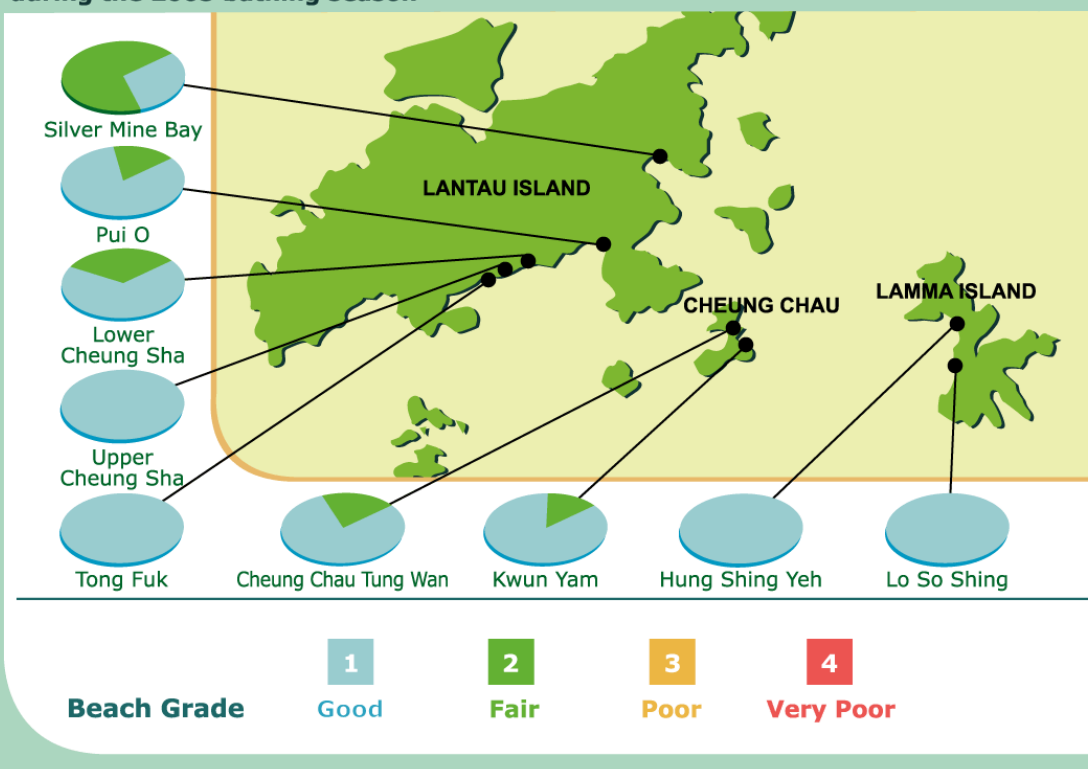 Silver Mine Bay
Pui O
Lower
Cheung Sha
Upper
Cheung Sha
Tong Fuk
Cheung Chau Tung Wan
Kwun Yam
Hung Shing Yeh
Lo So Shing
LANTAU ISLAND
CHEUNG CHAU
LAMMA ISLAND
Beach Grade
1
Good
2
Fair
3
Poor
4
Very Poor